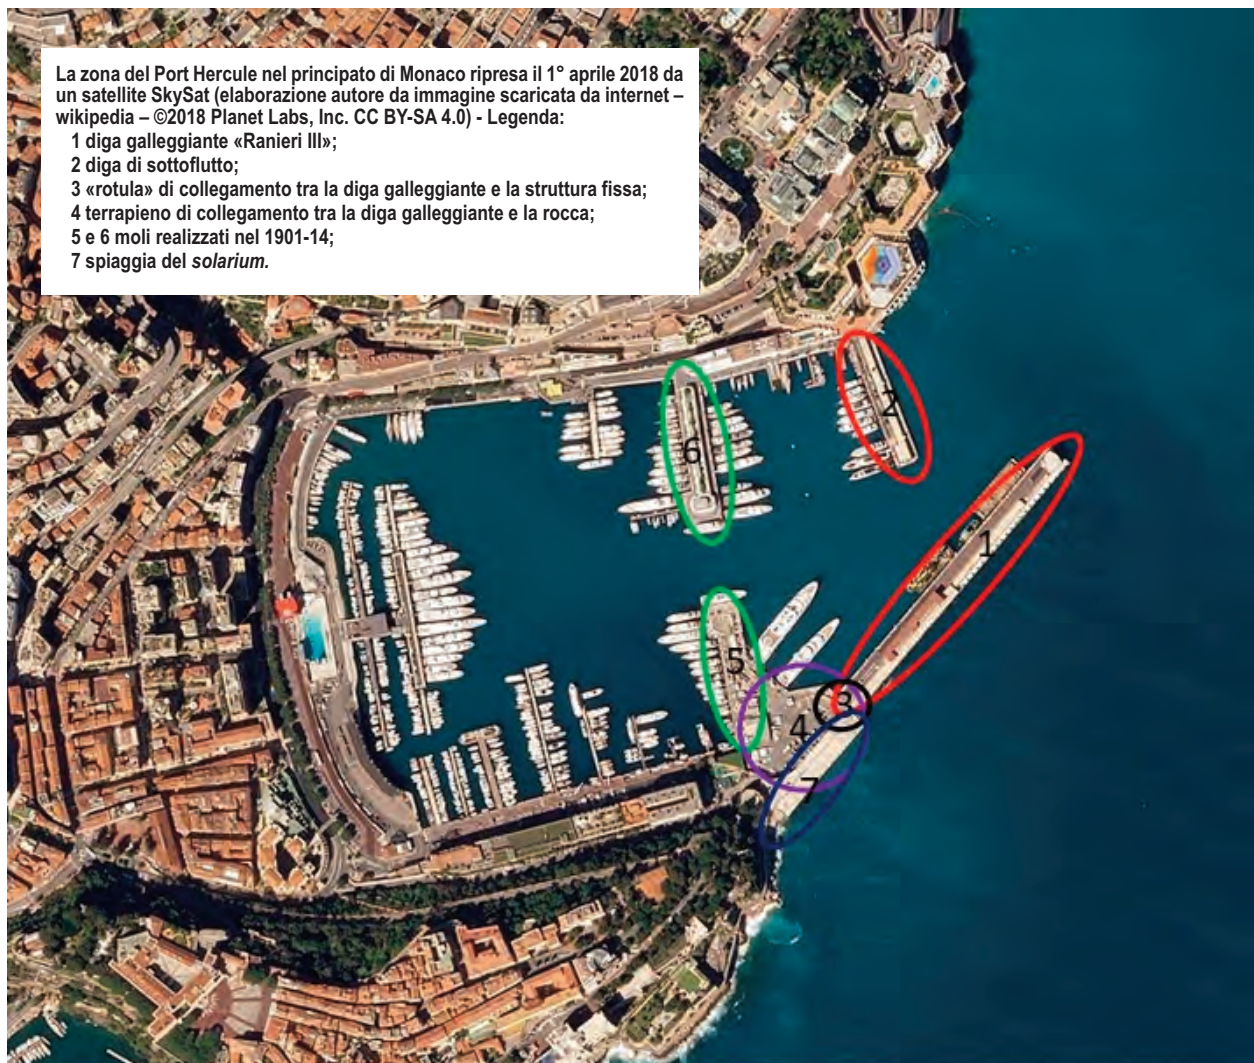 La zona del Port Hercule nel principato di Monaco ripresa il 1° aprile 2018 da
un satellite SkySat (elaborazione autore da immagine scaricata da internet –
wikipedia – ©2018 Planet Labs, Inc. CC BY-SA 4.0) - Legenda:
1 diga galleggiante «Ranieri III»;
2 diga di sottoflutto;
3 «rotula» di collegamento tra la diga galleggiante e la struttura fissa;
4 terrapieno di collegamento tra la diga galleggiante e la rocca;
5 e 6 moli realizzati nel 1901-14;
7 spiaggia del solarium.
2
6
1
5
3
4
7